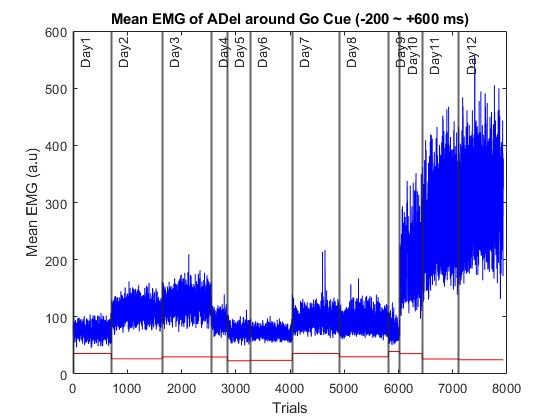 Mean EMG of ADel around Go Cue (-200 ~ +600 ms)
600
500
400
300
200
100
0
Mean EMG (a.u)
Day1
Day2
Day3
Day4
Day5
Day6
Day7
Day8
Day9
Day10
Day11
Day12
0 1000 2000 3000 4000 5000 6000 7000 8000
Trials